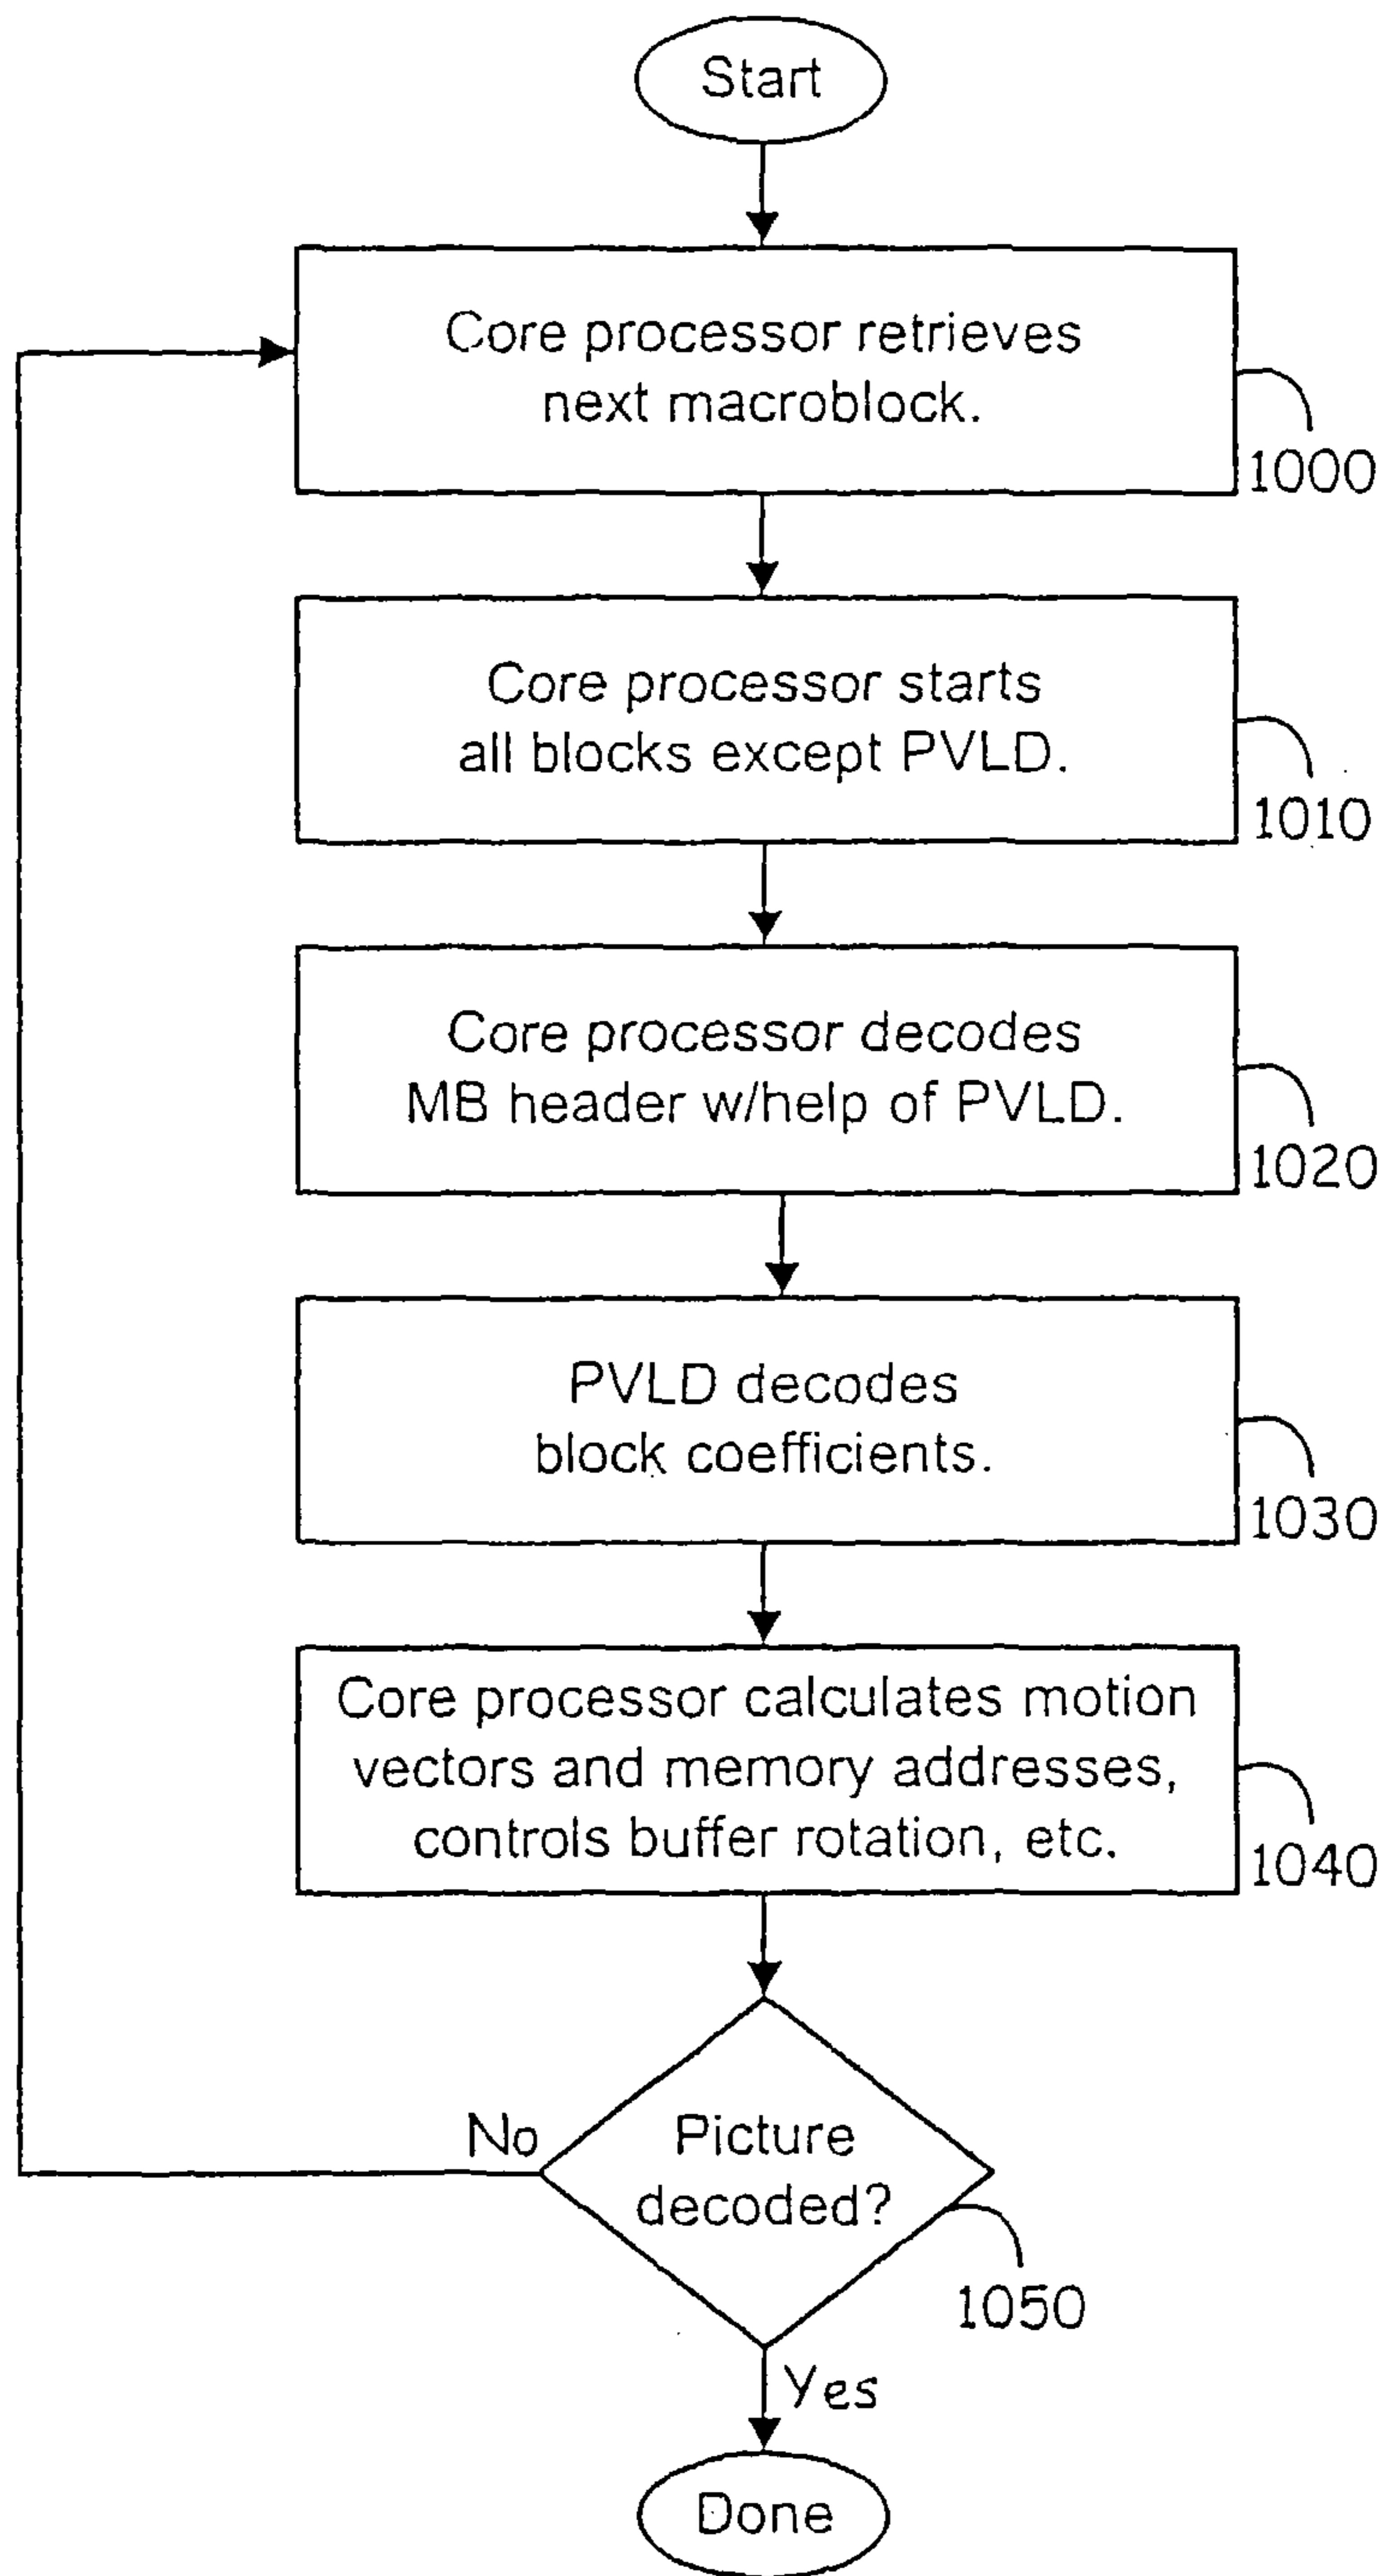 Start
Core processor retrieves
next macroblock.
1000
Core processor starts
all blocks except PVLD.
1010
Core processor decodes
MB header w/help of PVLD.
1020
PVLD decodes
block coefficients.
1030
Core processor calculates motion
vectors and memory addresses,
controls buffer rotation, etc.
1040
No
Picture
decoded?
1050
Yes
Done